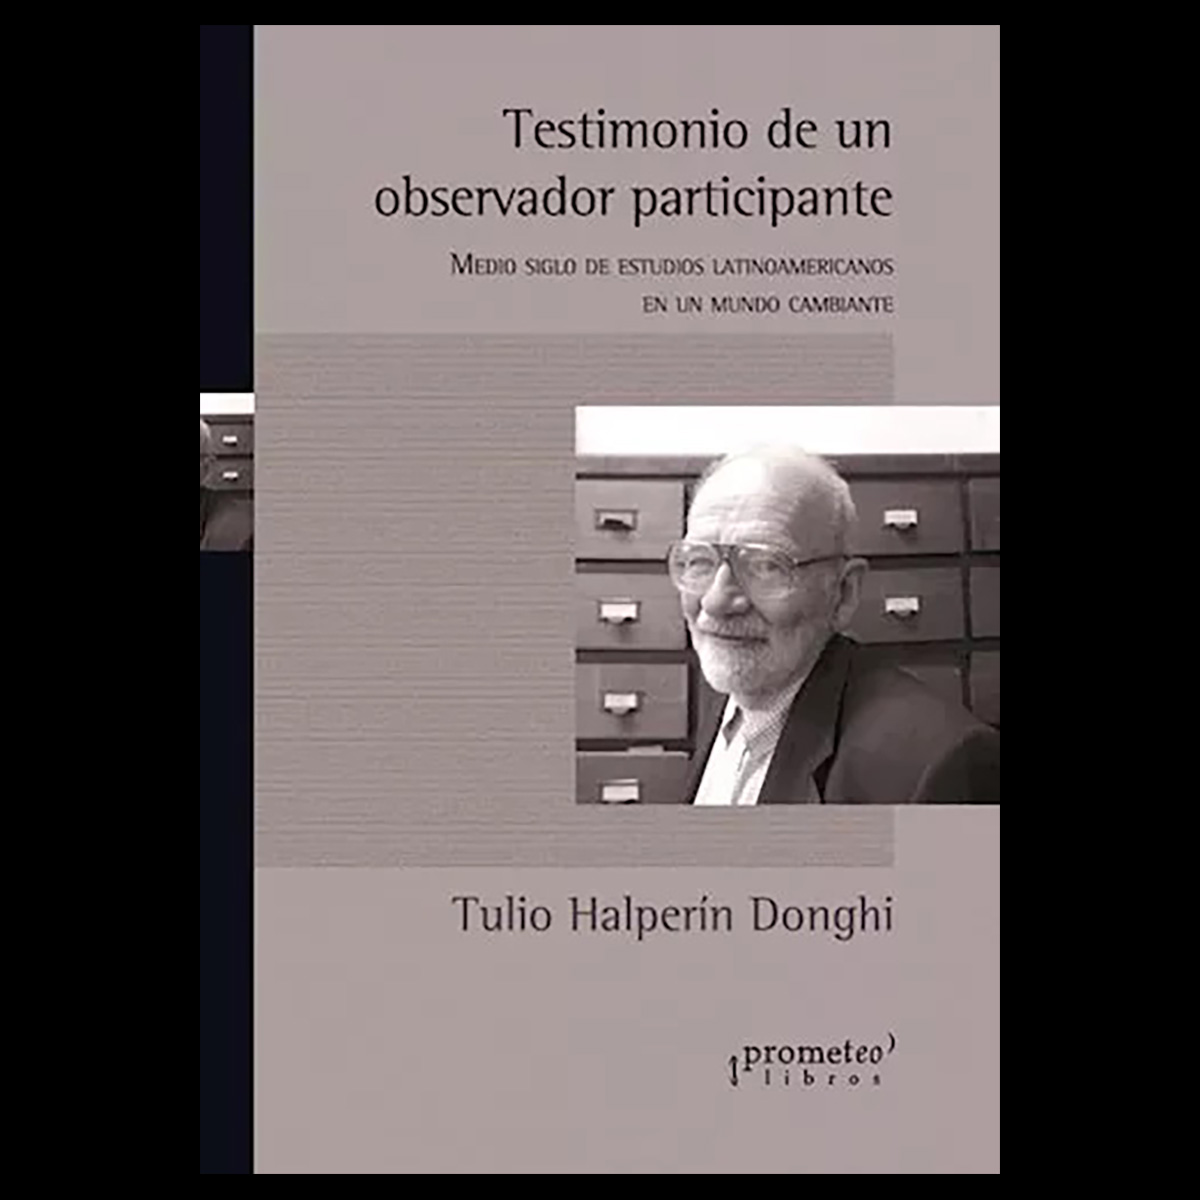 Testimonio de un
observador participante
MEDIO SIGLO DE ESTUDIOS LATINOAMERICANOS
EN UN MUNDO CAMBIANTE
Tulio Halperín Donghi
prometeo)
libros